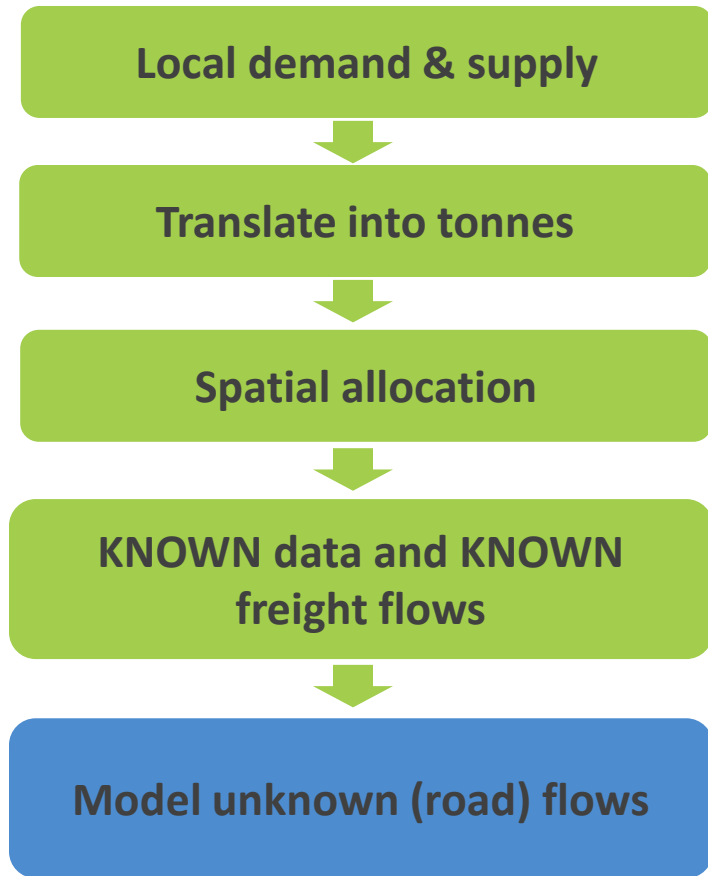 Local demand & supply
Translate into tonnes
Spatial allocation
KNOWN data and KNOWN
freight flows
Model unknown (road) flows